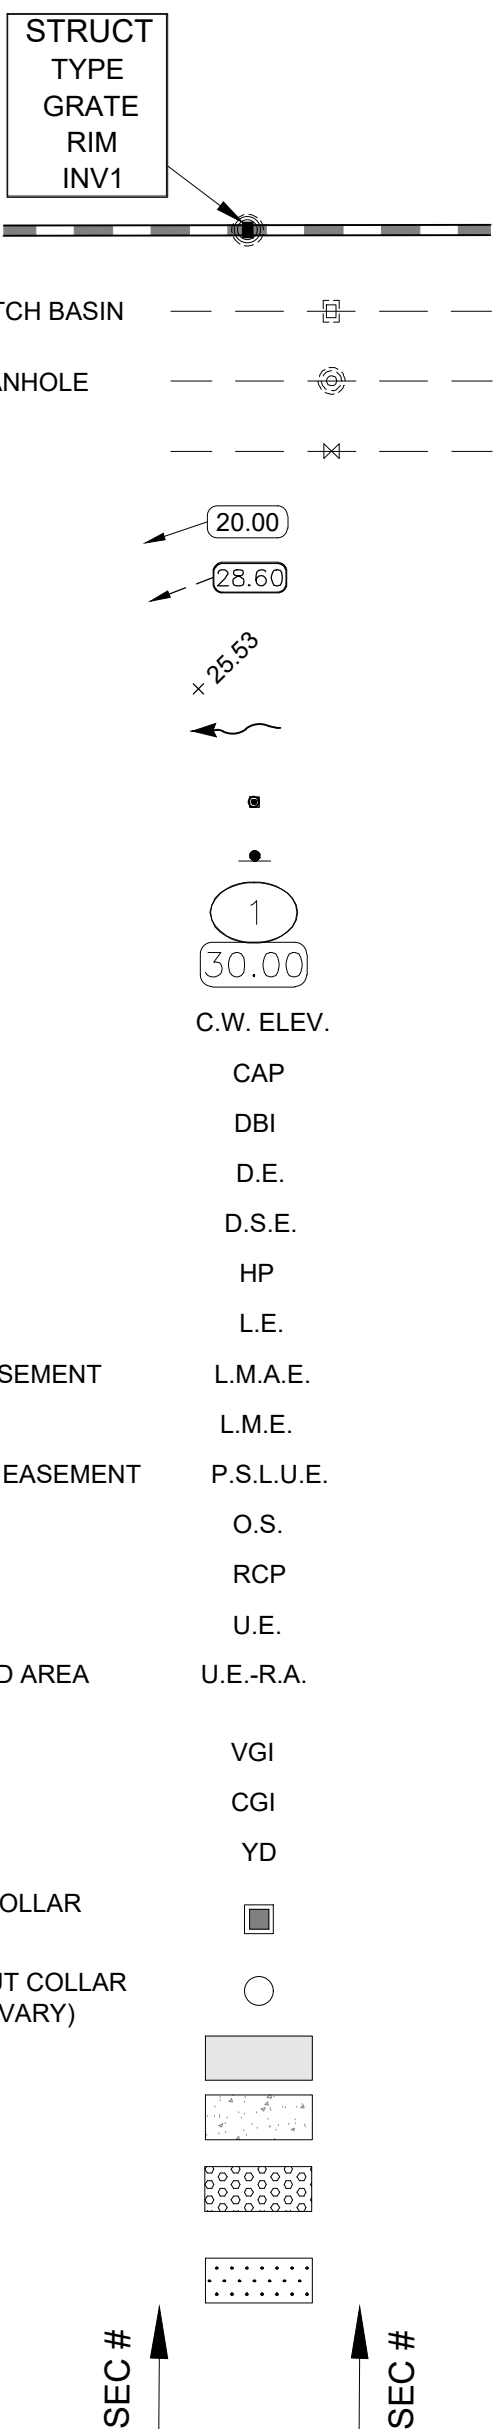 STRUCT
TYPE
GRATE
RIM
INV1
TCH BASIN
ANHOLE
20.00
28.60
25.53
1
30.00
C.W. ELEV.
CAP
DBI
D.E.
D.S.E.
HP
L.E.
SEMENT L.M.A.E.
L.M.E.
EASEMENT P.S.L.U.E.
O.S.
RCP
U.E.
D AREA U.E.-R.A.
VGI
CGI
YD
OLLAR
UT COLLAR
VARY)
SEC #
SEC #